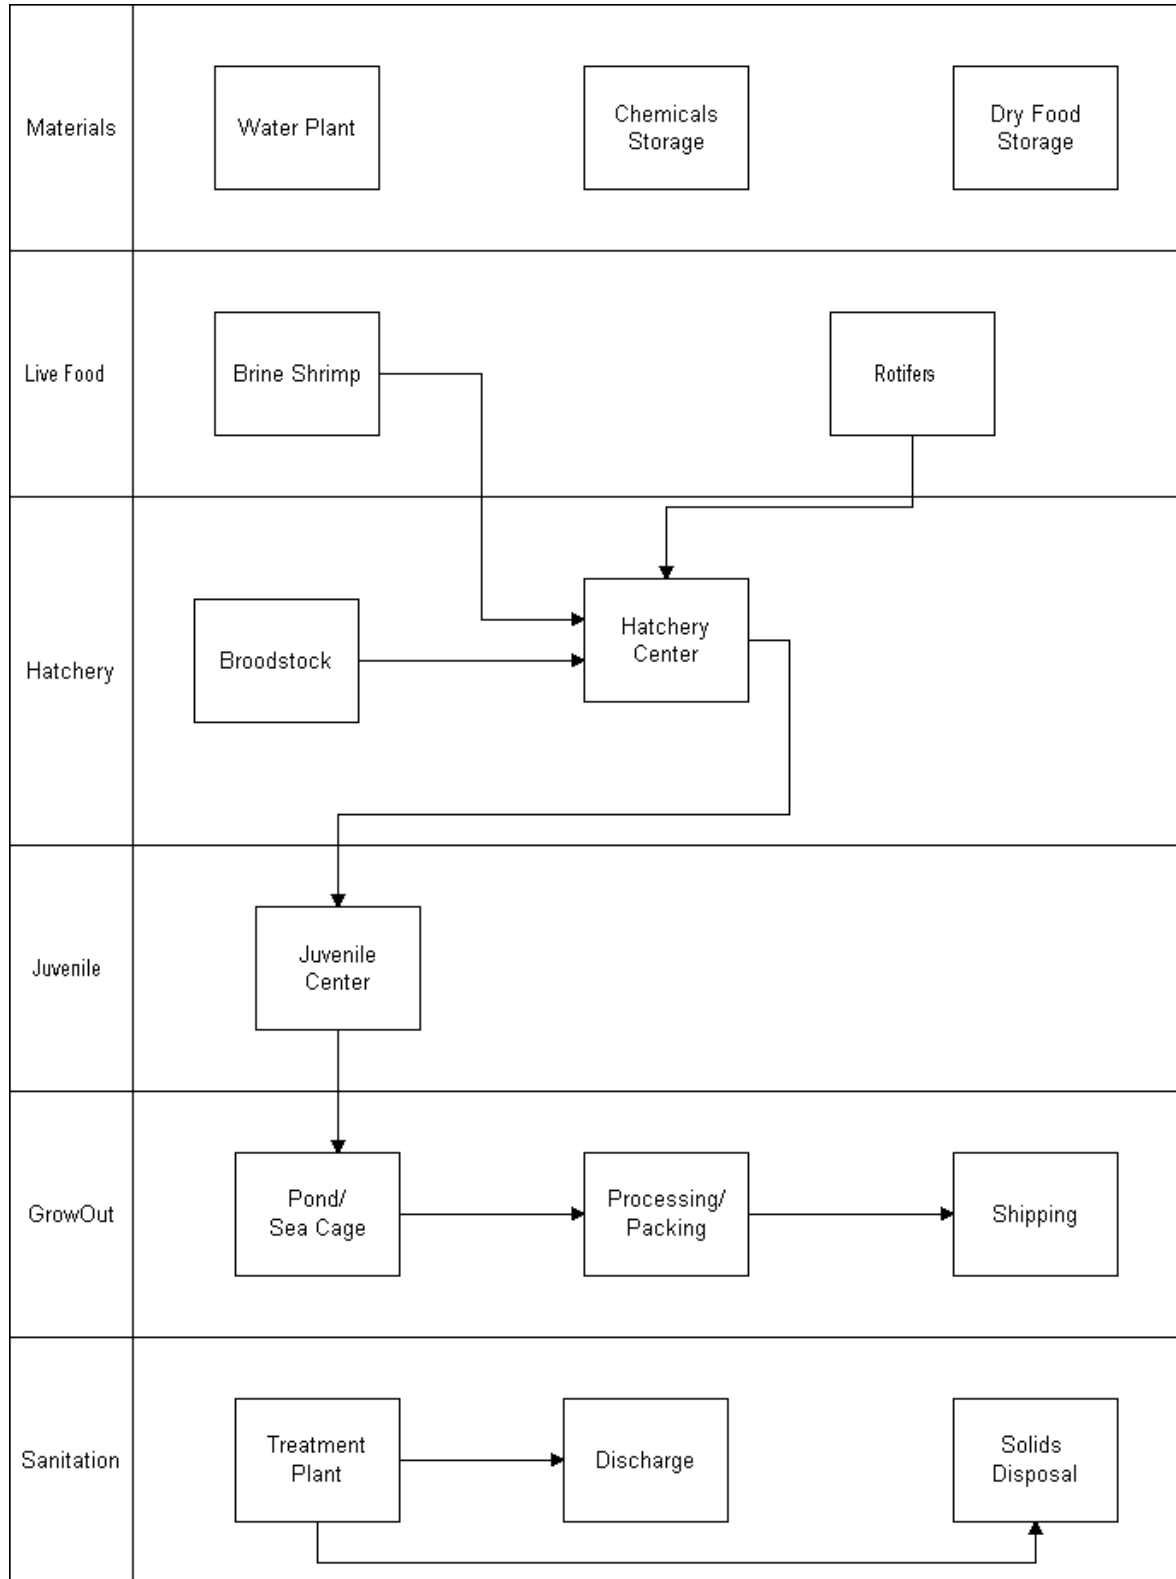 Materials
Water Plant
Chemicals
Storage
Dry Food
Storage
Live Food
Brine Shrimp
Rotifers
Hatchery
Broodstock
Hatchery
Center
Juvenile
Juvenile
Center
GrowOut
Pond/
Sea Cage
Processing/
Packing
Shipping
Sanitation
Treatment
Plant
Discharge
Solids
Disposal